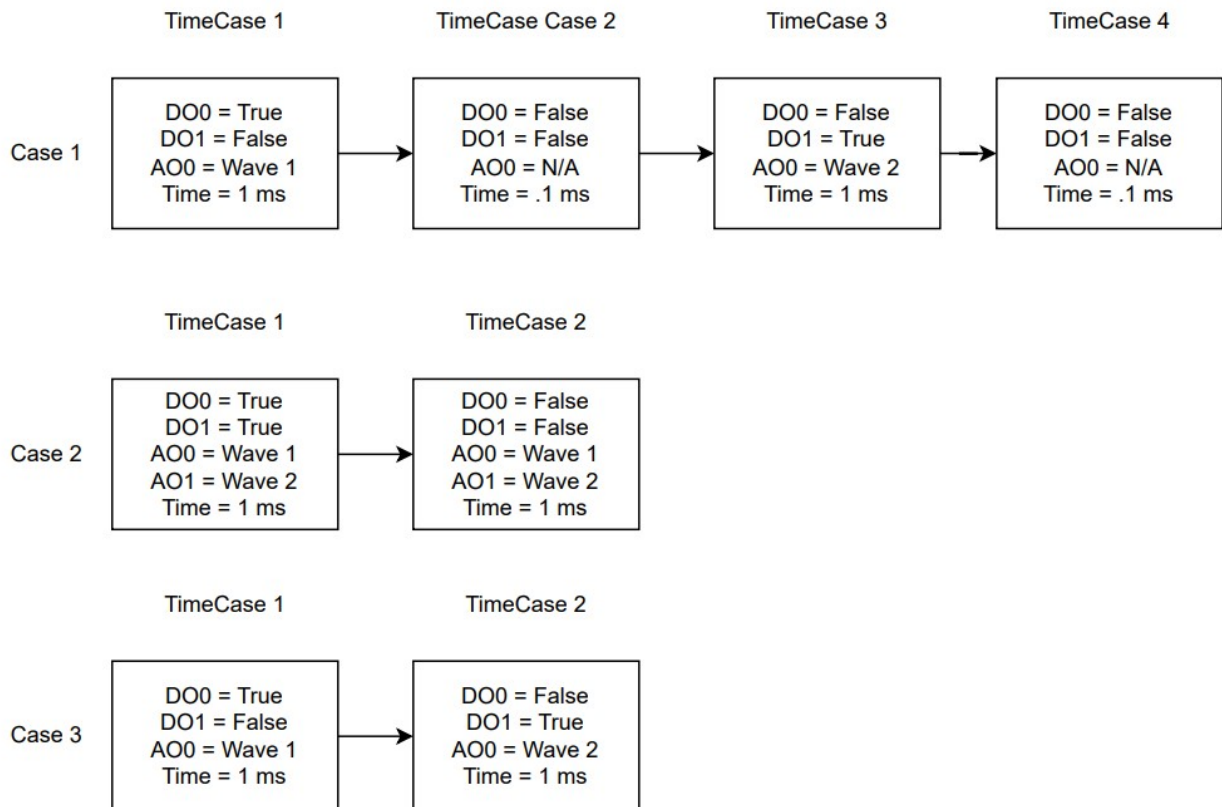 TimeCase 1
TimeCase Case 2
TimeCase 3
TimeCase 4
Case 1
DO0 = True
DO1 = False
AO0 = Wave 1
Time = 1 ms
DO0 = False
DO1 = False
AO0 = N/A
Time = .1 ms
DO0 = False
DO1 = True
AO0 = Wave 2
Time = 1 ms
DO0 = False
DO1 = False
AO0 = N/A
Time = .1 ms
TimeCase 1
TimeCase 2
Case 2
DO0 = True
DO1 = True
AO0 = Wave 1
AO1 = Wave 2
Time = 1 ms
DO0 = False
DO1 = False
AO0 = Wave 1
AO1 = Wave 2
Time = 1 ms
TimeCase 1
TimeCase 2
Case 3
DO0 = True
DO1 = False
AO0 = Wave 1
Time = 1 ms
DO0 = False
DO1 = True
AO0 = Wave 2
Time = 1 ms